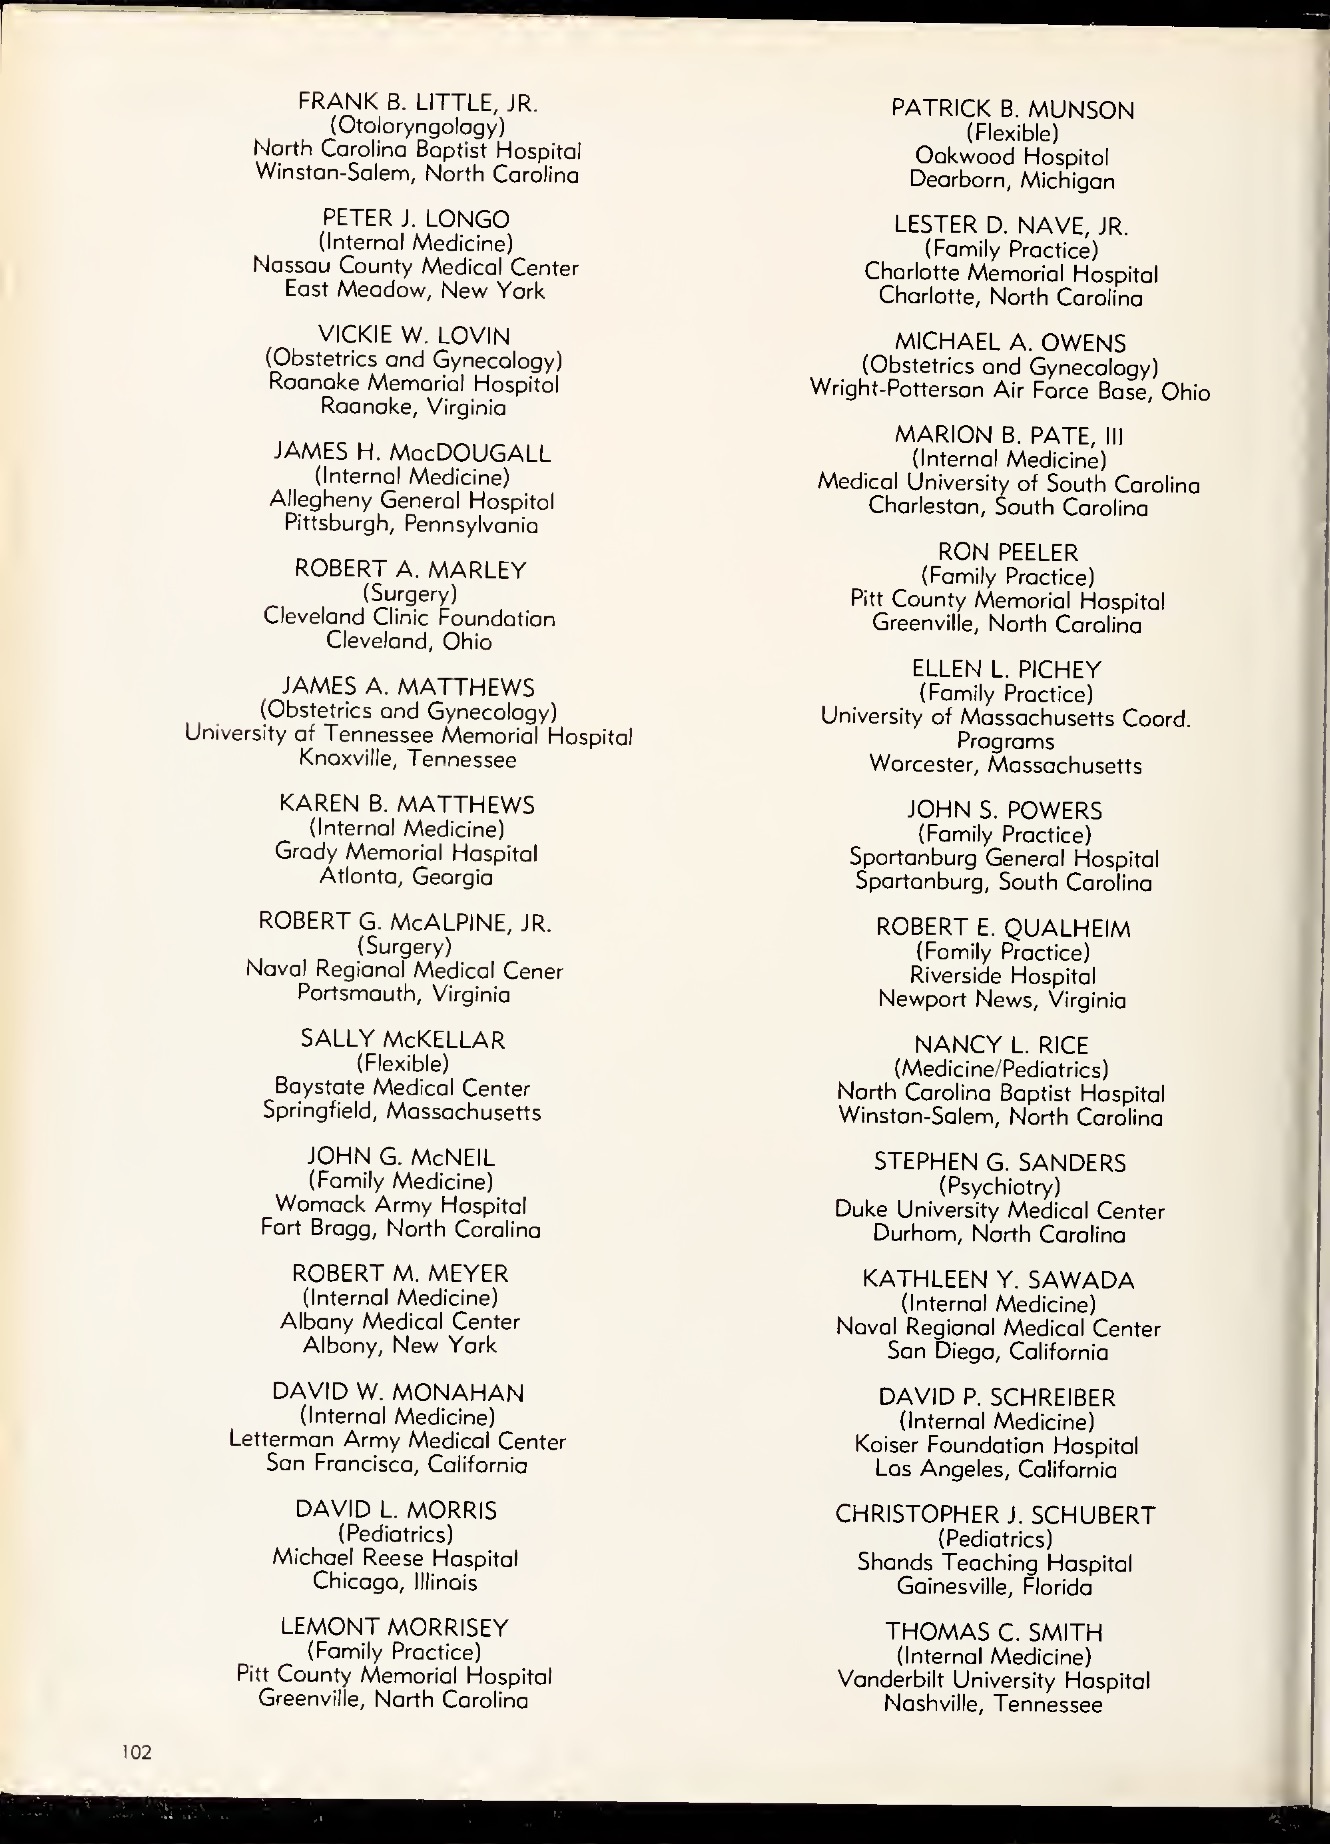 FRANK B. LITTLE, JR.
(Otoloryngology)
North Carolina Baptist Hospital
Winston-Salem, North Carolina
PETER J. LONGO
(Internal Medicine)
Nassau County Medical Center
East Meadow, New York
VICKIE W. LOVIN
(Obstetrics and Gynecology)
Roanoke Memorial Hospital
Roanoke, Virginia
JAMES H. MacDOUGALL
(Internal Medicine)
Allegheny General Hospital
Pittsburgh, Pennsylvania
ROBERT A. MARLEY
(Surgery)
Cleveland Clinic Foundation
Cleveland, Ohio
JAMES A. MATTHEWS
(Obstetrics and Gynecology)
University of Tennessee Memorial Hospital
Knoxville, Tennessee
KAREN B. MATTHEWS
(Internal Medicine)
Grady Memorial Hospital
Atlanta, Georgia
ROBERT G. McALPINE, JR.
(Surgery)
Naval Regional Medical Cener
Portsmouth, Virginia
SALLY McKELLAR
(Flexible)
Baystate Medical Center
Springfield, Massachusetts
JOHN G. McNEIL
(Family Medicine)
Womack Army Hospital
Fort Bragg, North Carolina
ROBERT M. MEYER
(Internal Medicine)
Albany Medical Center
Albany, New York
DAVID W. MONAHAN
(Internal Medicine)
Letterman Army Medical Center
San Francisco, California
DAVID L. MORRIS
(Pediatrics)
Michael Reese Hospital
Chicago, Illinois
LEMONT MORRISEY
(Family Practice)
Pitt County Memorial Hospital
Greenville, North Carolina
PATRICK B. MUNSON
(Flexible)
Oakwood Hospital
Dearborn, Michigan
LESTER D. NAVE, JR.
(Family Practice)
Charlotte Memorial Hospital
Charlotte, North Carolina
MICHAEL A. OWENS
(Obstetrics and Gynecology)
Wright-Patterson Air Force Base, Ohio
MARION B. PATE, III
(Internal Medicine)
Medical University of South Carolina
Charleston, South Carolina
RON PEELER
(Family Practice)
Pitt County Memorial Hospital
Greenville, North Carolina
ELLEN L. PICHEY
(Family Practice)
University of Massachusetts Coord.
Programs
Worcester, Massachusetts
JOHN S. POWERS
(Family Practice)
Spartanburg General Hospital
Spartanburg, South Carolina
ROBERT E. QUALHEIM
(Family Practice)
Riverside Hospital
Newport News, Virginia
NANCY L. RICE
(Medicine/Pediatrics)
North Carolina Baptist Hospital
Winston-Salem, North Carolina
STEPHEN G. SANDERS
(Psychiatry)
Duke University Medical Center
Durham, North Carolina
KATHLEEN Y. SAWADA
(Internal Medicine)
Naval Regional Medical Center
San Diego, California
DAVID P. SCHREIBER
(Internal Medicine)
Kaiser Foundation Hospital
Los Angeles, California
CHRISTOPHER J. SCHUBERT
(Pediatrics)
Shands Teaching Hospital
Gainesville, Florida
THOMAS C. SMITH
(Internal Medicine)
Vanderbilt University Hospital
Nashville, Tennessee
102